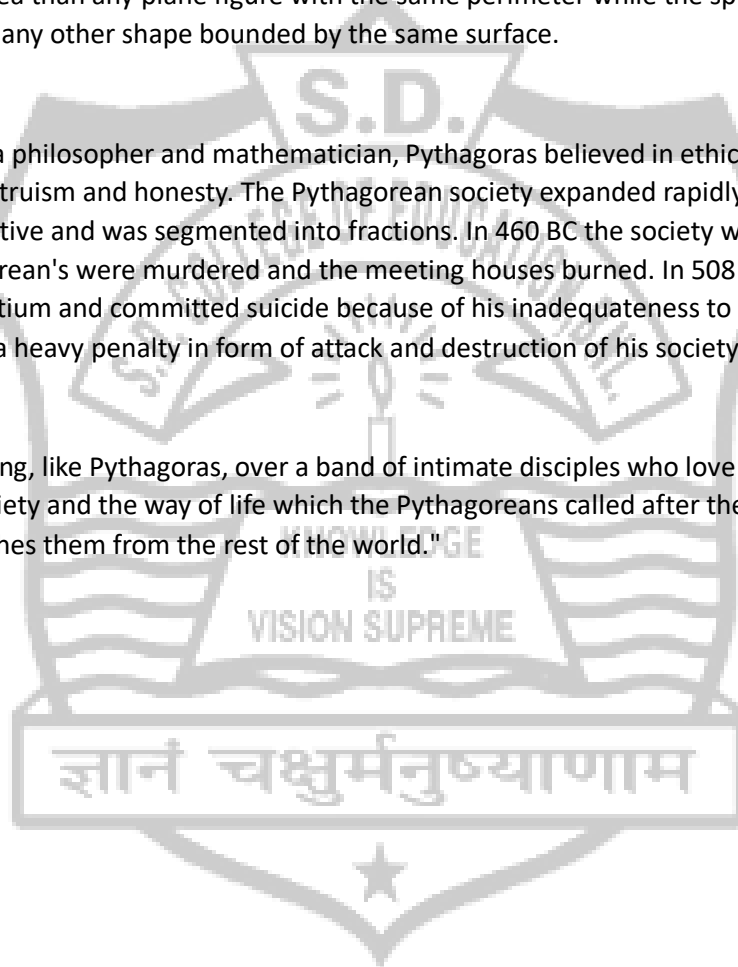 ea than any plane figure with the same perimeter while the sp
any other shape bounded by the same surface.
S.D.
a philosopher and mathematician, Pythagoras believed in ethic
truism and honesty. The Pythagorean society expanded rapidly
tive and was segmented into fractions. In 460 BC the society w
rean's were murdered and the meeting houses burned. In 508
tium and committed suicide because of his inadequateness to
a heavy penalty in form of attack and destruction of his society
S.D. COLLEGE OF EDUCATION
ng, like Pythagoras, over a band of intimate disciples who love
iety and the way of life which the Pythagoreans called after the
nes them from the rest of the world."
KNOWLEDGE
IS
VISION SUPREME
ज्ञानं चक्षुर्मनुष्याणाम